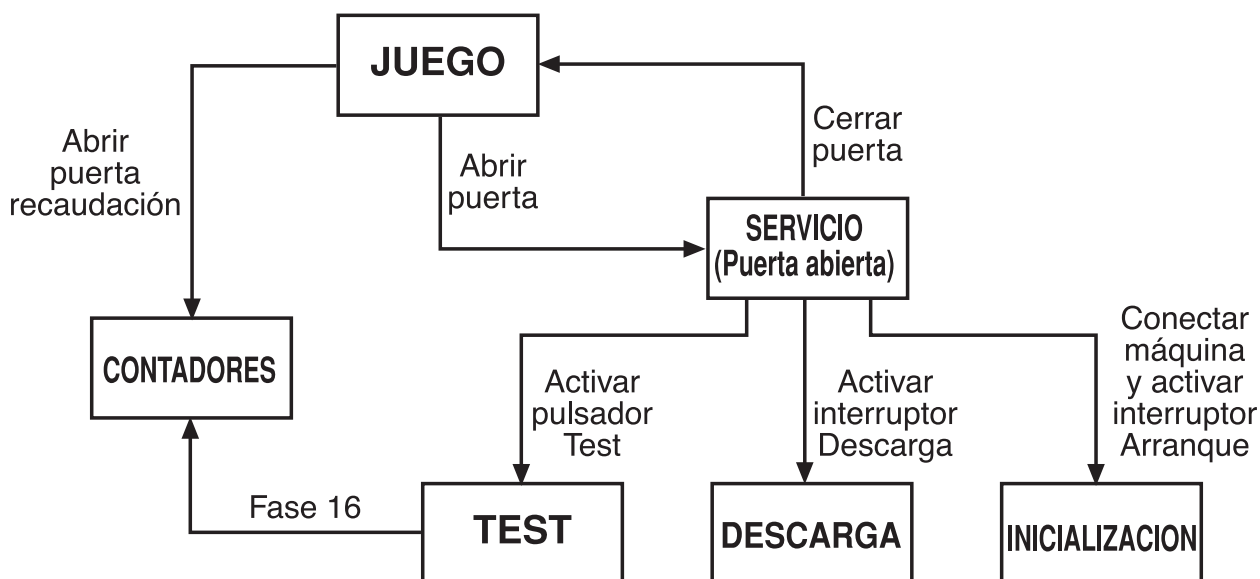 JUEGO
Abrir
puerta
recaudación
Abrir
puerta
Cerrar
puerta
SERVICIO
(Puerta abierta)
CONTADORES
Activar
pulsador
Test
Activar
interruptor
Descarga
Conectar
máquina
y activar
interruptor
Arranque
Fase 16
TEST
DESCARGA
INICIALIZACION